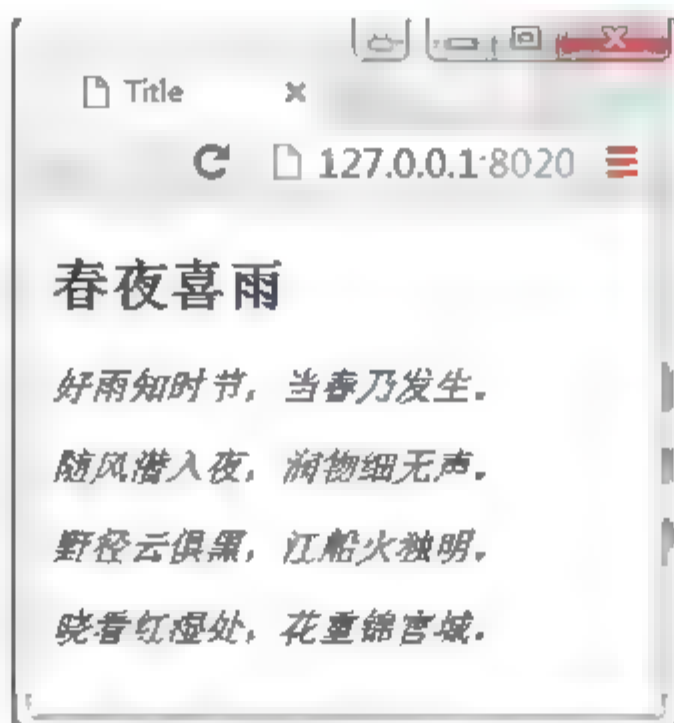 Title
127.0.0.1:8020
春夜喜雨
好雨知时节，当春乃发生。
随风潜入夜，润物细无声。
野径云俱黑，江船火独明。
晓看红湿处，花重锦官城。